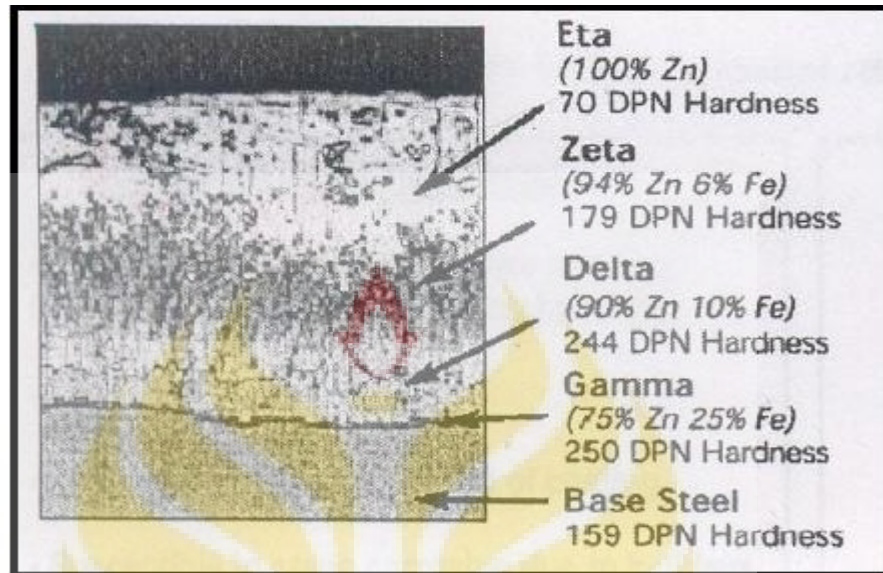 Eta
(100% Zn)
70 DPN Hardness
Zeta
(94% Zn 6% Fe)
179 DPN Hardness
Delta
(90% Zn 10% Fe)
244 DPN Hardness
Gamma
(75% Zn 25% Fe)
250 DPN Hardness
Base Steel
159 DPN Hardness